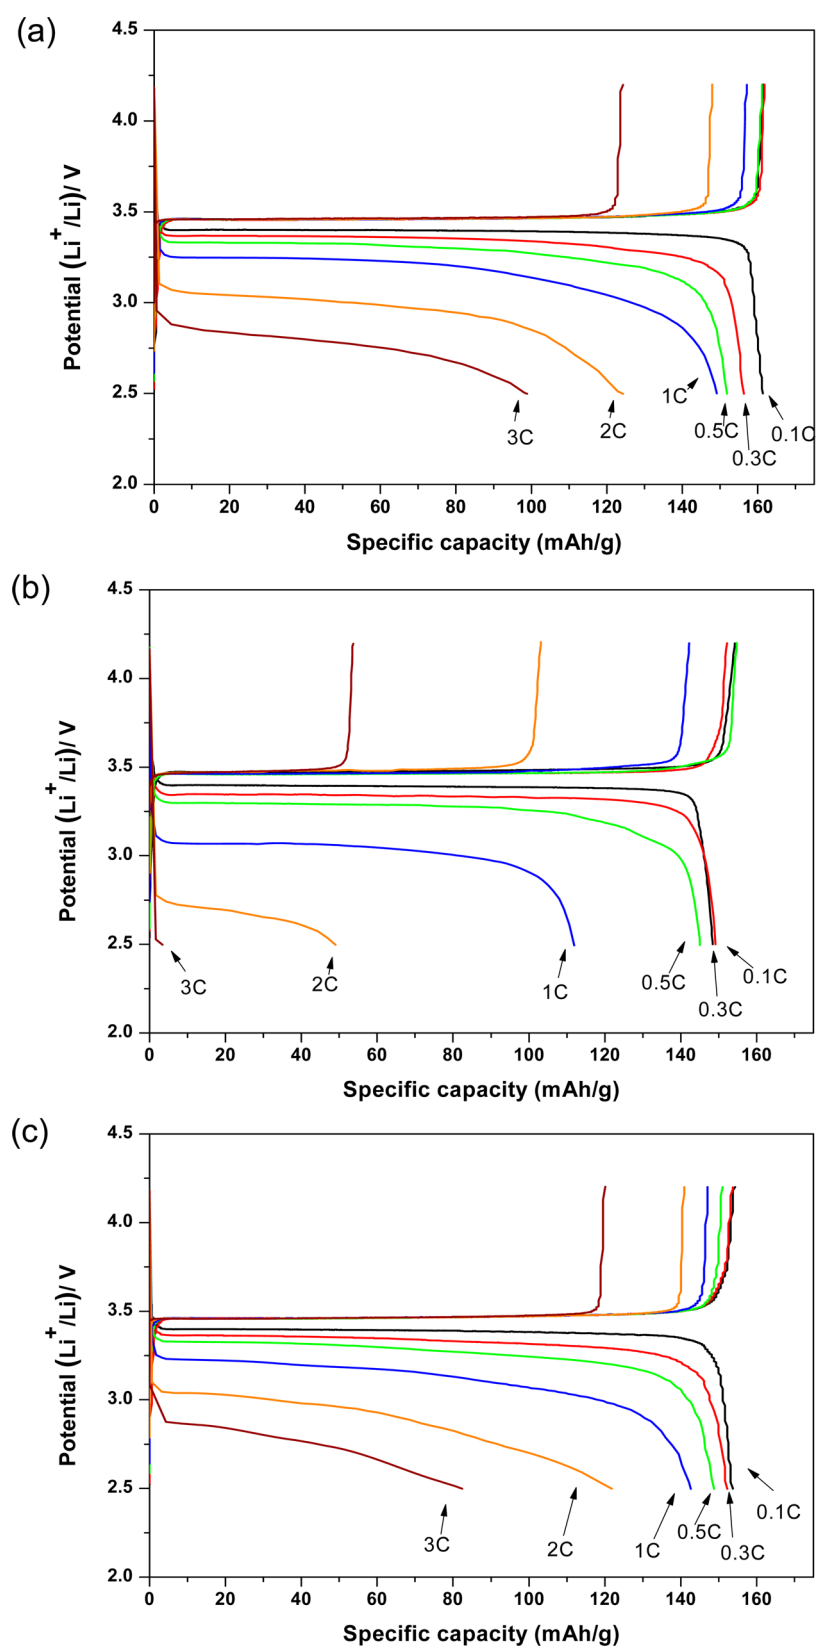 (a)
4.5
4.0
3.5
3.0
2.5
2.0
Potential (Li+/Li)/ V
1C
3C
2C
0.5C
0.1C
0.3C
0 20 40 60 80 100 120 140 160
Specific capacity (mAh/g)
(b)
4.5
4.0
3.5
3.0
2.5
2.0
Potential (Li+/Li)/ V
3C
2C
1C
0.5C
0.1C
0.3C
0 20 40 60 80 100 120 140 160
Specific capacity (mAh/g)
(c)
4.5
4.0
3.5
3.0
2.5
2.0
Potential (Li+/Li)/ V
0.1C
3C
2C
1C
0.5C
0.3C
0 20 40 60 80 100 120 140 160
Specific capacity (mAh/g)